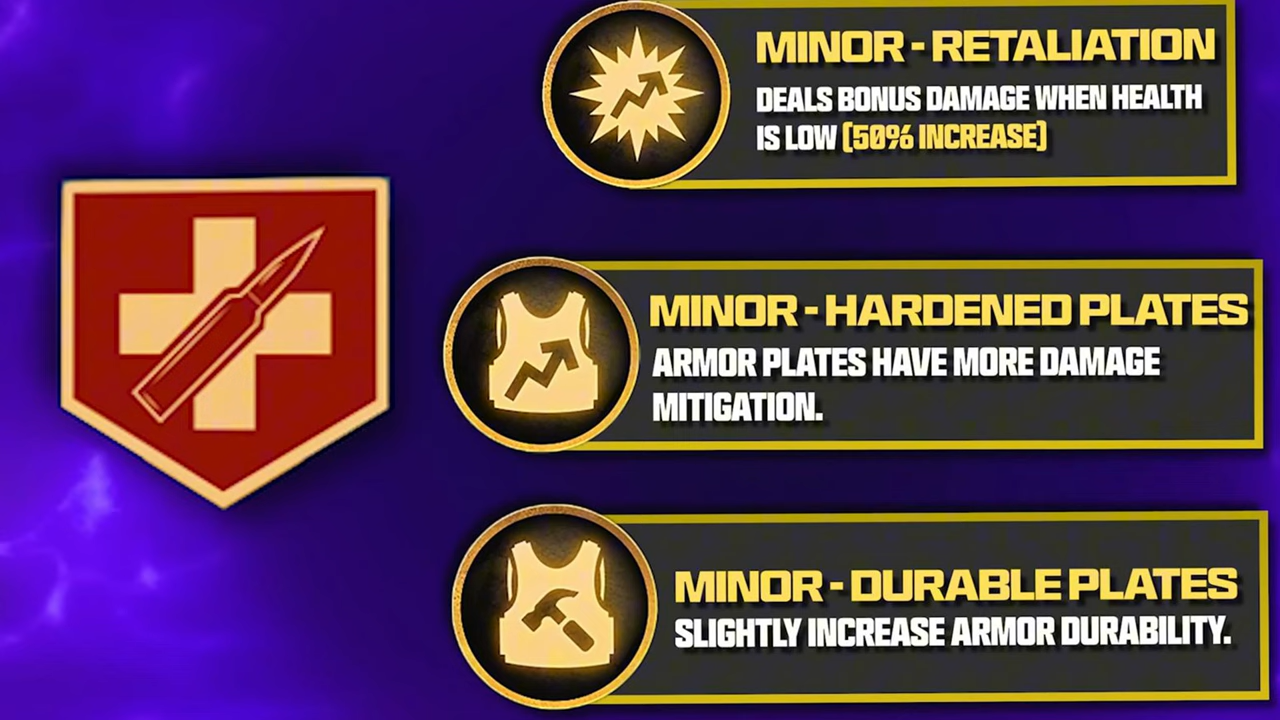 MINOR - RETALIATION
DEALS BONUS DAMAGE WHEN HEALTH
IS LOW (50% INCREASE)
MINOR - HARDENED PLATES
ARMOR PLATES HAVE MORE DAMAGE
MITIGATION.
MINOR - DURABLE PLATES
SLIGHTLY INCREASE ARMOR DURABILITY.